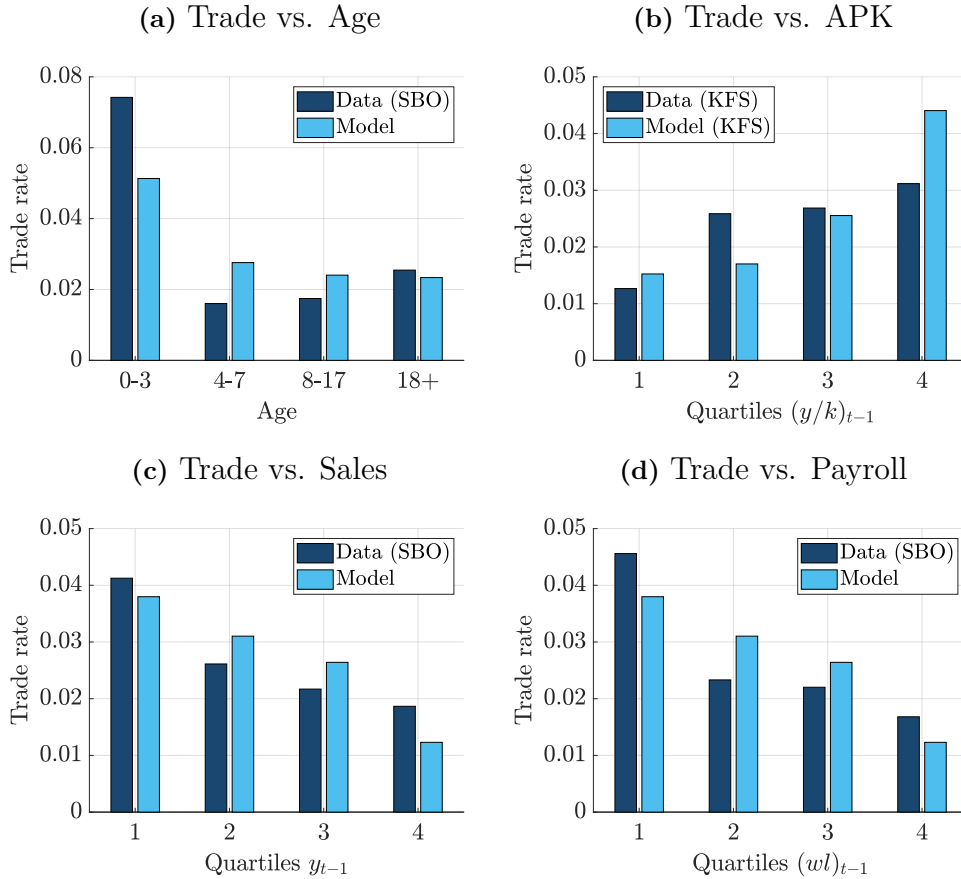 (a) Trade vs. Age
0.08
0.06
0.04
0.02
0
Trade rate
Data (SBO)
Model
0-3 4-7 8-17 18+
Age
(b) Trade vs. APK
0.05
0.04
0.03
0.02
0.01
0
Trade rate
Data (KFS)
Model (KFS)
1 2 3 4
Quartiles (y/k)t−1
(c) Trade vs. Sales
0.05
0.04
0.03
0.02
0.01
0
Trade rate
Data (SBO)
Model
1 2 3 4
Quartiles yt−1
(d) Trade vs. Payroll
0.05
0.04
0.03
0.02
0.01
0
Trade rate
Data (SBO)
Model
1 2 3 4
Quartiles (wl)t−1